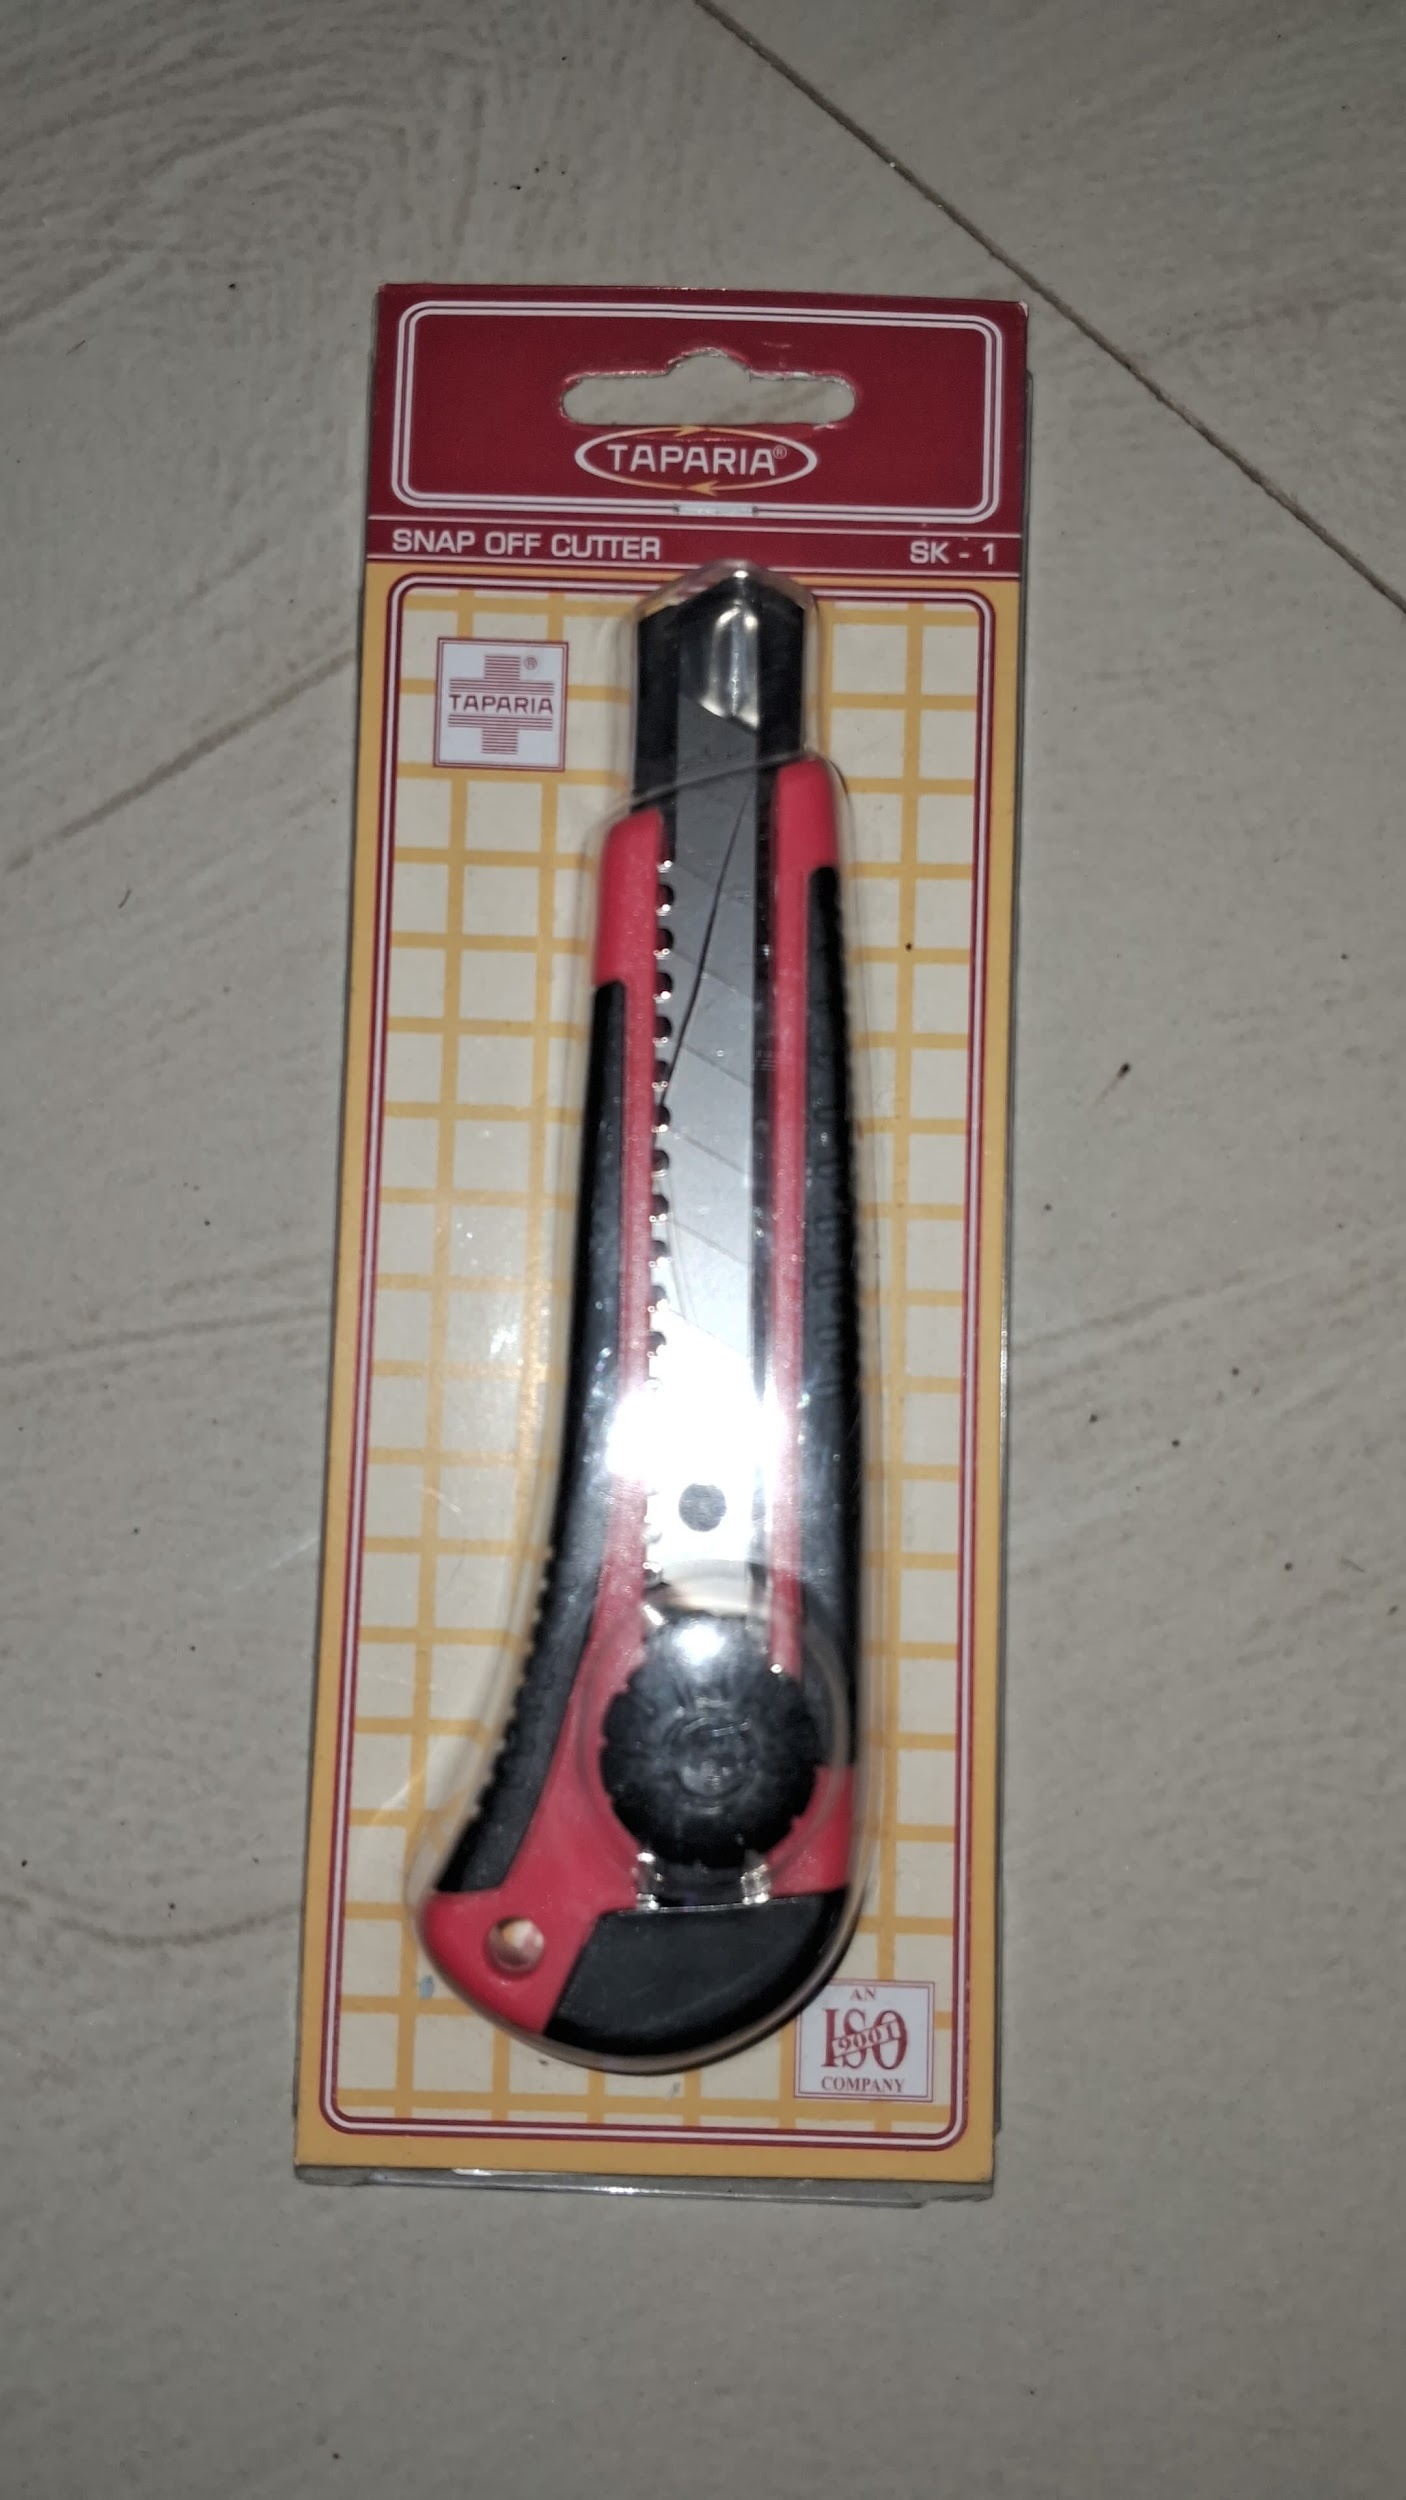 TAPARIA®
SNAP OFF CUTTER SK - 1
®
TAPARIA
AN
ISO
9001
COMPANY